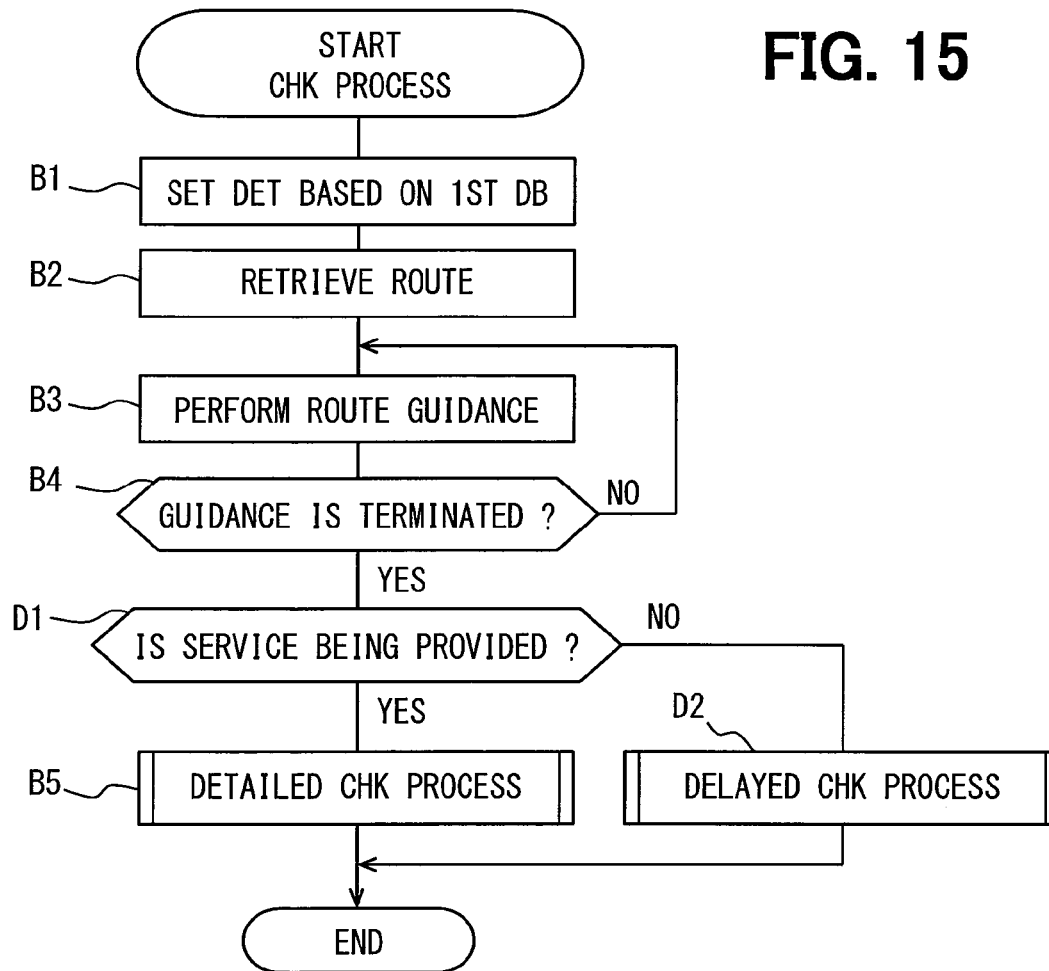 FIG. 15
START
CHK PROCESS
B1
SET DET BASED ON 1ST DB
B2
RETRIEVE ROUTE
B3
PERFORM ROUTE GUIDANCE
B4
GUIDANCE IS TERMINATED ?
NO
YES
D1
IS SERVICE BEING PROVIDED ?
NO
YES
D2
B5
DETAILED CHK PROCESS
DELAYED CHK PROCESS
END